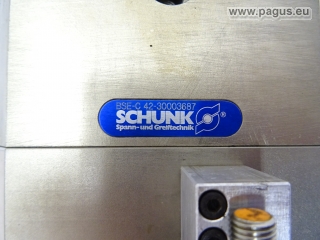 www.pagus.eu
BSE-C 42-30003687
SCHUNK ®
Spann- und Greiftechnik